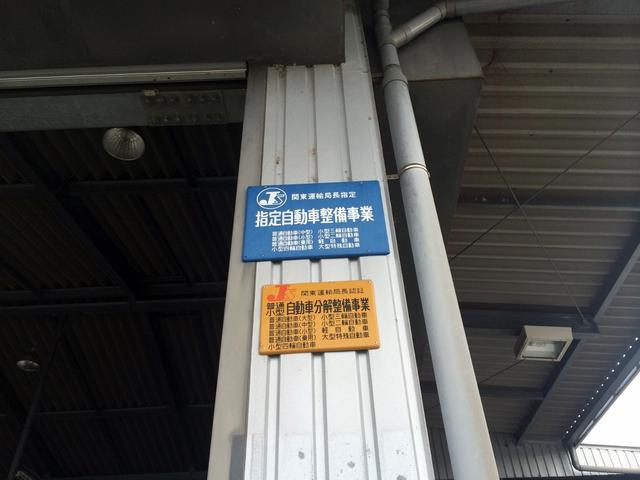 JS 関東運輸局長指定
指定自動車整備事業
普通自動車(中型) 小型三輪自動車
普通自動車(小型) 小型二輪自動車
普通自動車(乗用) 軽自動車
小型四輪自動車 大型特殊自動車
JS 関東運輸局長認証
普通 小型 自動車分解整備事業
普通自動車(大型) 小型三輪自動車
普通自動車(中型) 小型二輪自動車
普通自動車(小型) 軽自動車
普通自動車(乗用) 大型特殊自動車
小型四輪自動車